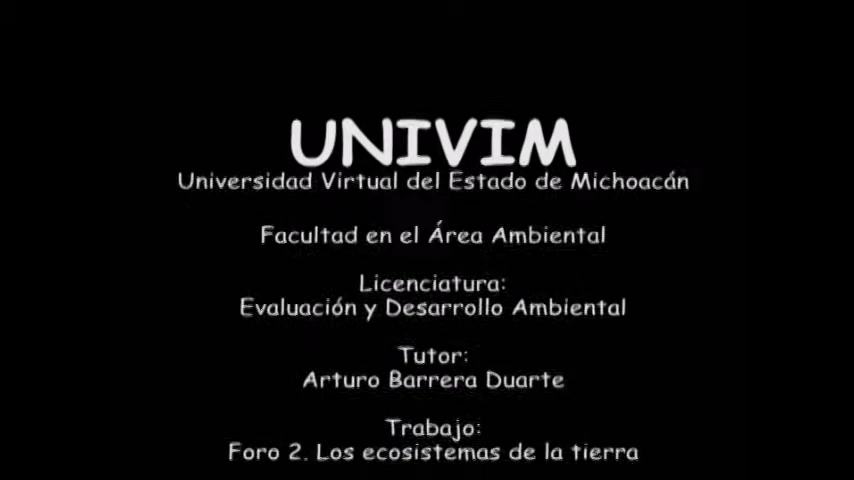 UNIVIM
Universidad Virtual del Estado de Michoacán
Facultad en el Área Ambiental
Licenciatura:
Evaluación y Desarrollo Ambiental
Tutor:
Arturo Barrera Duarte
Trabajo:
Foro 2. Los ecosistemas de la tierra